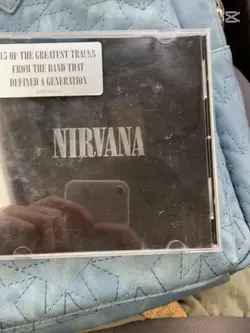 15 OF THE GREATEST TRACKS
FROM THE BAND THAT
DEFINED A GENERATION
NIRVANA